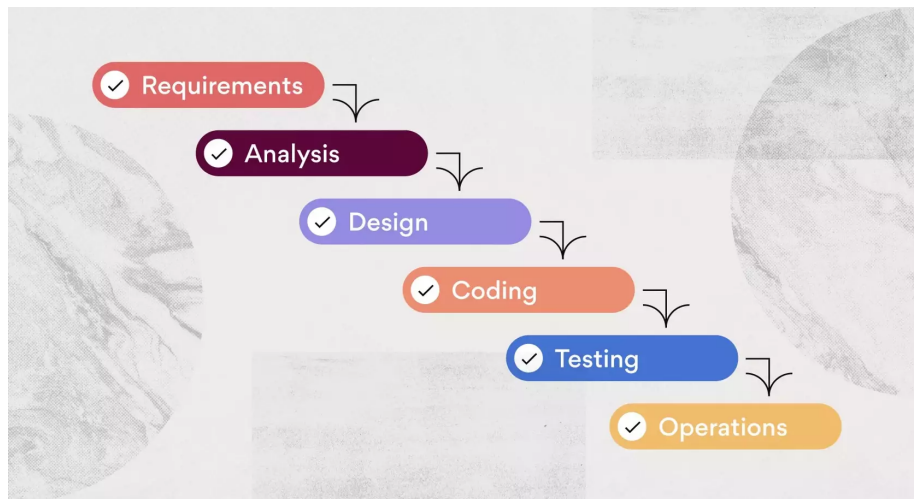 Requirements
Analysis
Design
Coding
Testing
Operations